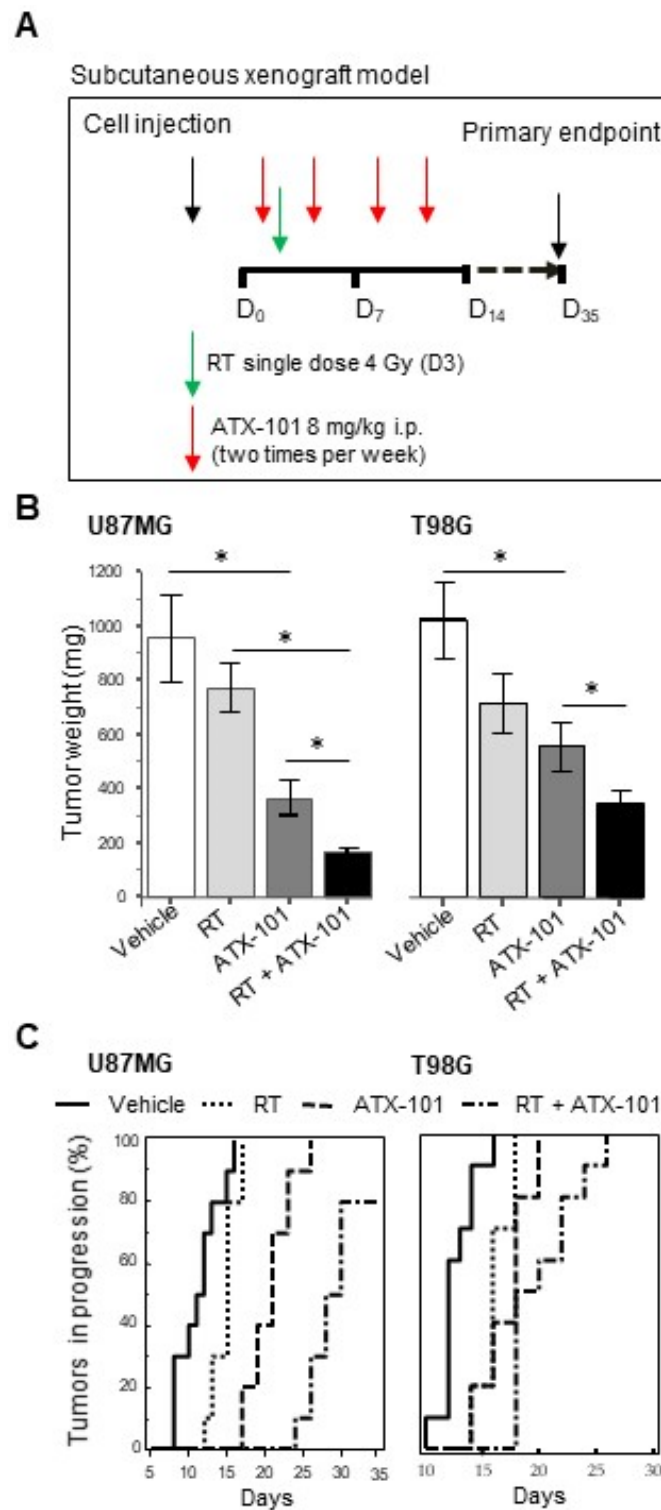 A
Subcutaneous xenograft model
Cell injection
Primary endpoint
D0 D7 D14 D35
RT single dose 4 Gy (D3)
ATX-101 8 mg/kg i.p.
(two times per week)
B
U87MG T98G
Tumor weight (mg)
1200
1000
800
600
400
200
0
* * *
* *
Vehicle RT ATX-101 RT + ATX-101
Vehicle RT ATX-101 RT + ATX-101
C
U87MG T98G
Vehicle RT ATX-101 RT + ATX-101
Tumors in progression (%)
100
80
60
40
20
0
5 10 15 20 25 30 35
Days
10 15 20 25 30
Days